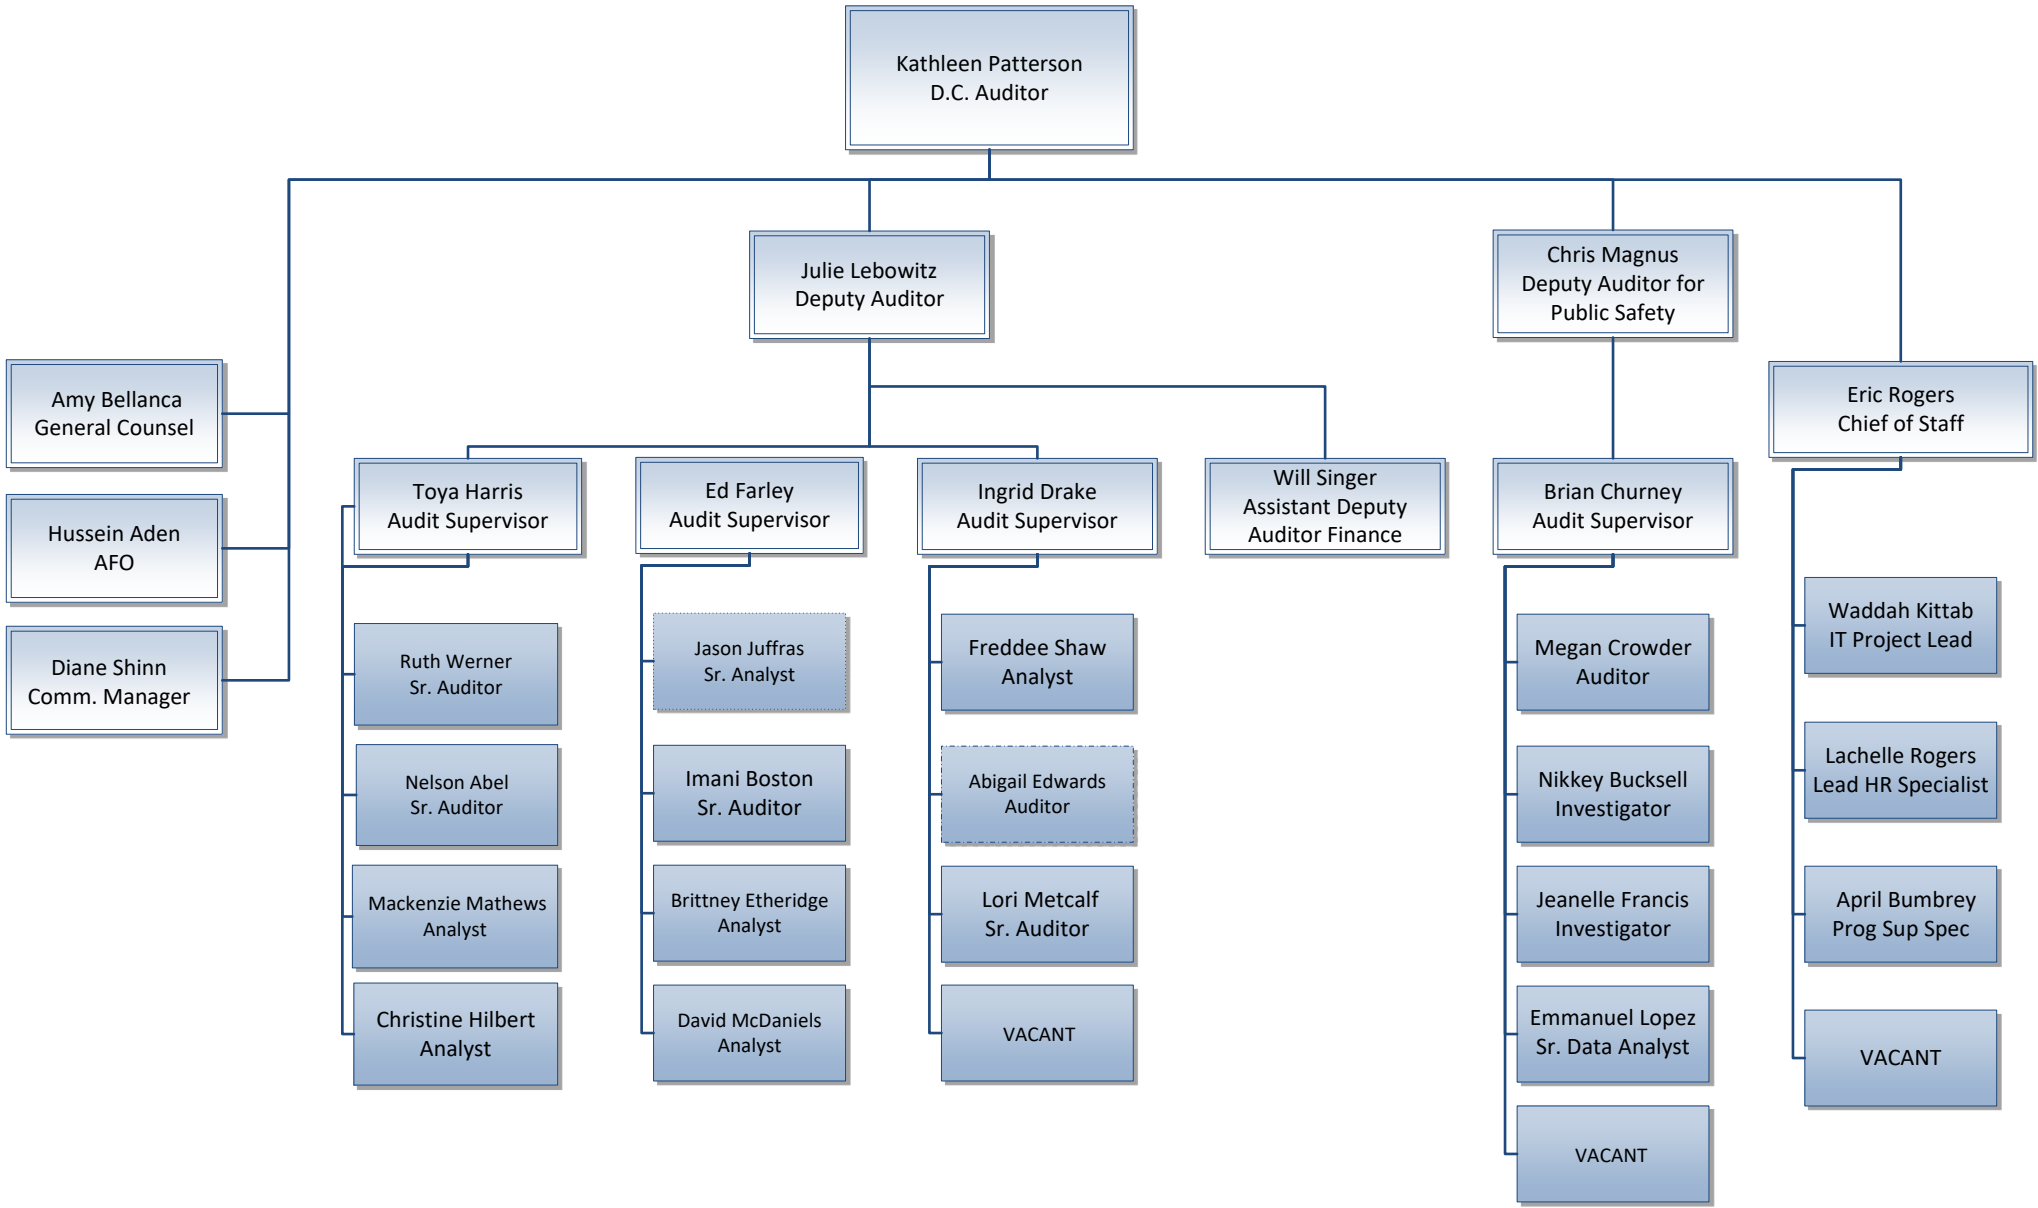 Kathleen Patterson
D.C. Auditor
Julie Lebowitz
Deputy Auditor
Chris Magnus
Deputy Auditor for
Public Safety
Amy Bellanca
General Counsel
Eric Rogers
Chief of Staff
Hussein Aden
AFO
Diane Shinn
Comm. Manager
Toya Harris
Audit Supervisor
Ed Farley
Audit Supervisor
Ingrid Drake
Audit Supervisor
Will Singer
Assistant Deputy
Auditor Finance
Brian Churney
Audit Supervisor
Ruth Werner
Sr. Auditor
Nelson Abel
Sr. Auditor
Mackenzie Mathews
Analyst
Christine Hilbert
Analyst
Jason Juffras
Sr. Analyst
Imani Boston
Sr. Auditor
Brittney Etheridge
Analyst
David McDaniels
Analyst
Freddee Shaw
Analyst
Abigail Edwards
Auditor
Lori Metcalf
Sr. Auditor
VACANT
Megan Crowder
Auditor
Nikkey Bucksell
Investigator
Jeanelle Francis
Investigator
Emmanuel Lopez
Sr. Data Analyst
VACANT
Waddah Kittab
IT Project Lead
Lachelle Rogers
Lead HR Specialist
April Bumbrey
Prog Sup Spec
VACANT